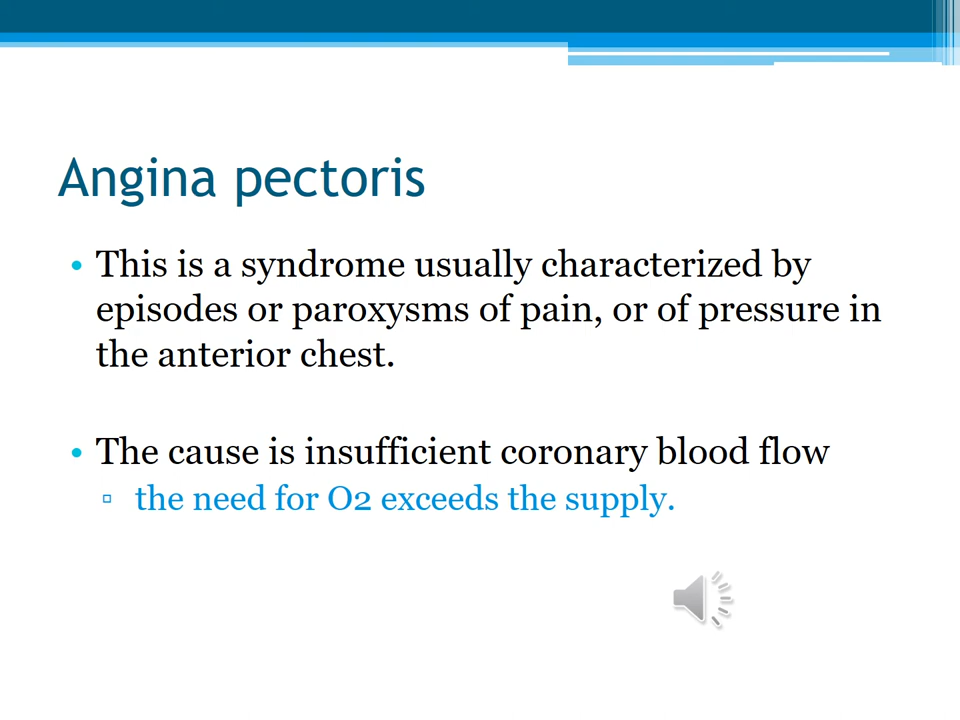 Angina pectoris
• This is a syndrome usually characterized by
episodes or paroxysms of pain, or of pressure in
the anterior chest.
• The cause is insufficient coronary blood flow
▫ the need for O2 exceeds the supply.